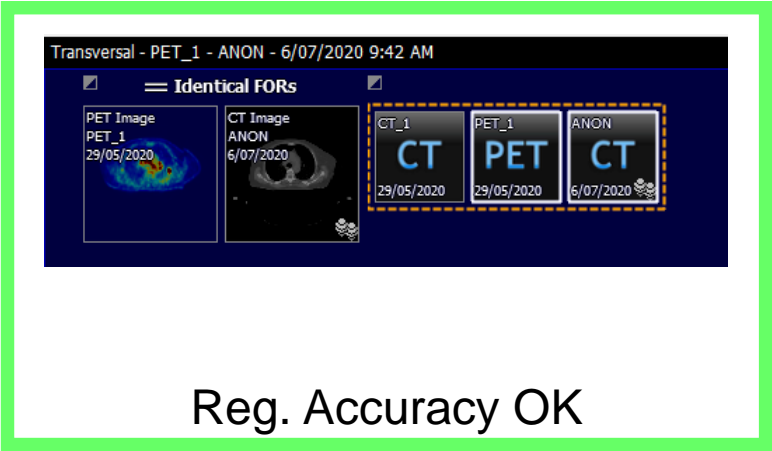 Transversal - PET_1 - ANON - 6/07/2020 9:42 AM
Identical FORs
PET Image
PET_1
29/05/2020
CT Image
ANON
6/07/2020
CT_1
CT
29/05/2020
PET_1
PET
29/05/2020
ANON
CT
6/07/2020
Reg. Accuracy OK